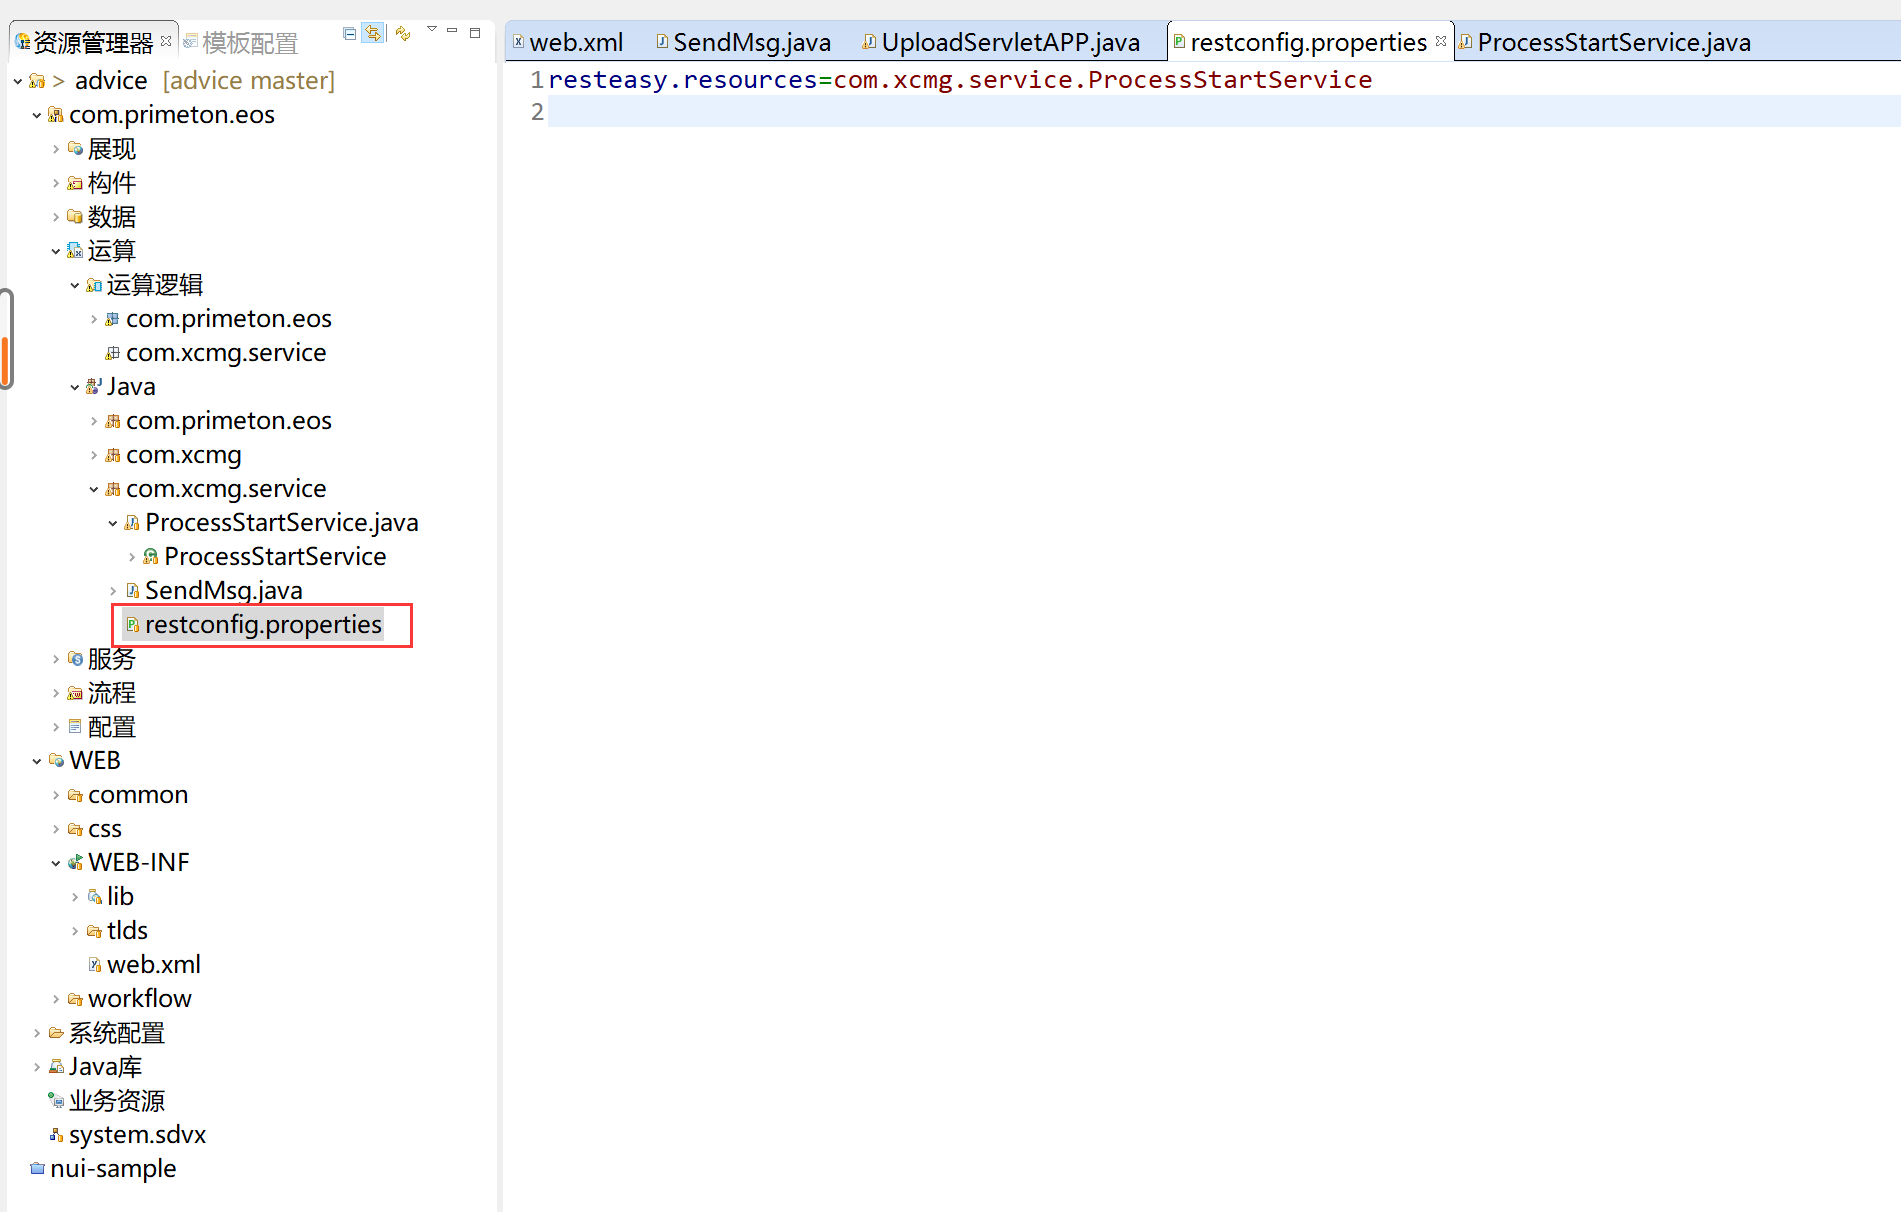 资源管理器 模板配置
> advice [advice master]
com.primeton.eos
展现
构件
数据
运算
运算逻辑
com.primeton.eos
com.xcmg.service
Java
com.primeton.eos
com.xcmg
com.xcmg.service
ProcessStartService.java
ProcessStartService
SendMsg.java
restconfig.properties
服务
流程
配置
WEB
common
css
WEB-INF
lib
tlds
web.xml
workflow
系统配置
Java库
业务资源
system.sdvx
nui-sample
web.xml SendMsg.java UploadServletAPP.java restconfig.properties ProcessStartService.java
1 resteasy.resources=com.xcmg.service.ProcessStartService
2